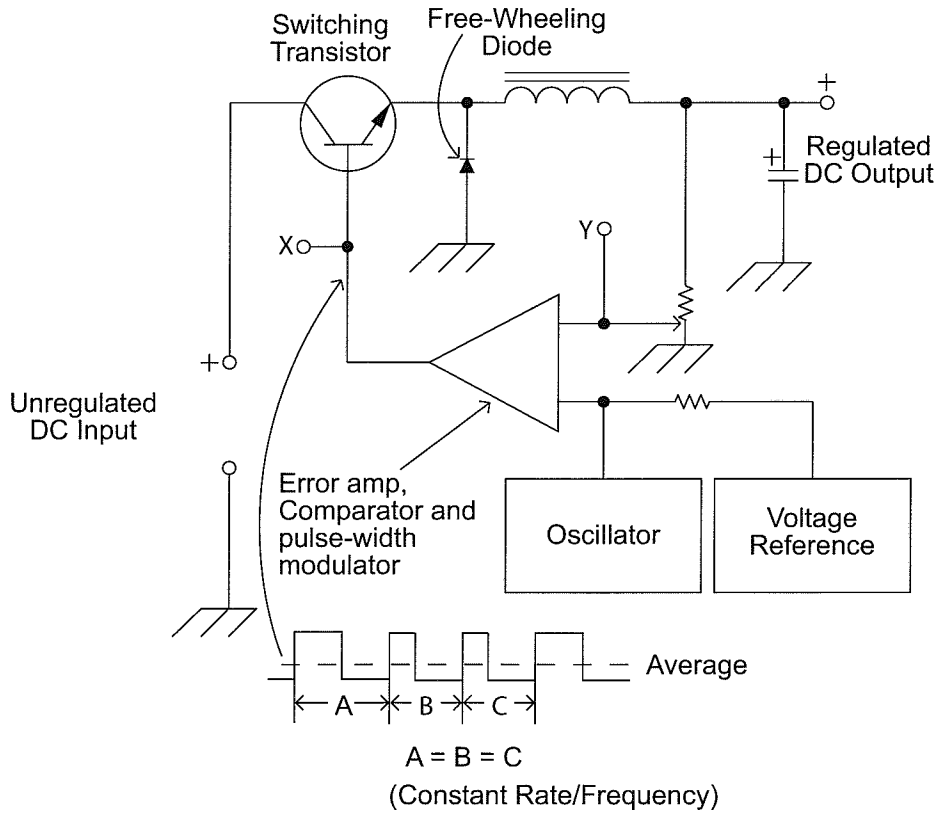 Switching
Transistor
Free-Wheeling
Diode
+
+
Regulated
DC Output
X
Y
+
Unregulated
DC Input
Error amp,
Comparator and
pulse-width
modulator
Oscillator
Voltage
Reference
Average
A
B
C
A = B = C
(Constant Rate/Frequency)